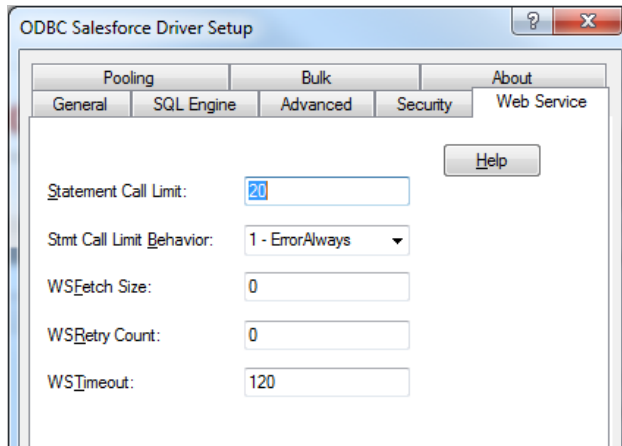 ODBC Salesforce Driver Setup ?
Pooling Bulk About
General SQL Engine Advanced Security Web Service
Help
Statement Call Limit: 20
Stmt Call Limit Behavior: 1 - ErrorAlways
WSFetch Size: 0
WSRetry Count: 0
WSTimeout: 120